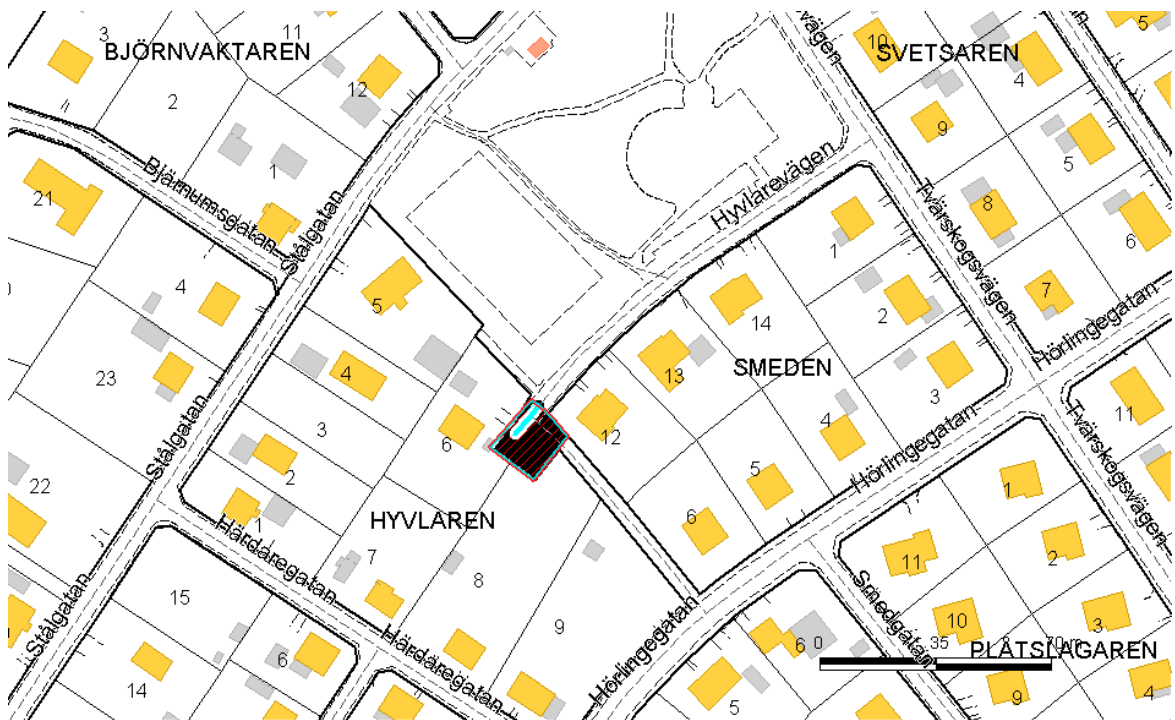 3
BJÖRNVAKTAREN
11
10
SVETSAREN
5
4
2
12
9
5
1
Bjärnumsgatan
Stålgatan
Hyvlarevägen
Tvärskogsvägen
21
8
6
1
4
5
2
7
14
Hörlingegatan
SMEDEN
13
4
3
23
3
6
12
4
11
Stålgatan
Hörlingegatan
Tvärskogsvägen
2
5
1
22
1
HYVLAREN
6
Härdaregatan
7
8
11
2
15
9
Smedgatan
10
3
Stålgatan
6
Härdaregatan
6
0
35
70 m
PLÅTSLAGAREN
14
Hörlingegatan
5
9
4